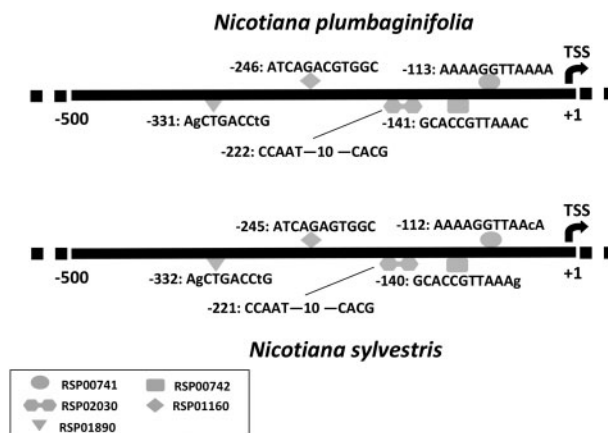 Nicotiana plumbaginifolia
TSS
-246: ATCAGACGTGGC
-113: AAAAGGTTAAAA
-500
+1
-331: AgCTGACCtG
-141: GCACCGTTAAAC
-222: CCAAT—10 —CACG
TSS
-245: ATCAGAGTGGC
-112: AAAAGGTTAAcA
-500
+1
-332: AgCTGACCtG
-140: GCACCGTTAAAg
-221: CCAAT—10 —CACG
Nicotiana sylvestris
RSP00741
RSP00742
RSP02030
RSP01160
RSP01890